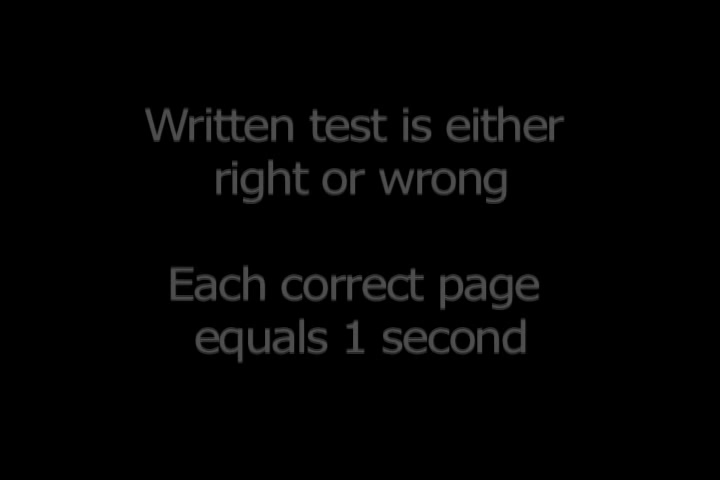 Written test is either
right or wrong
Each correct page
equals 1 second